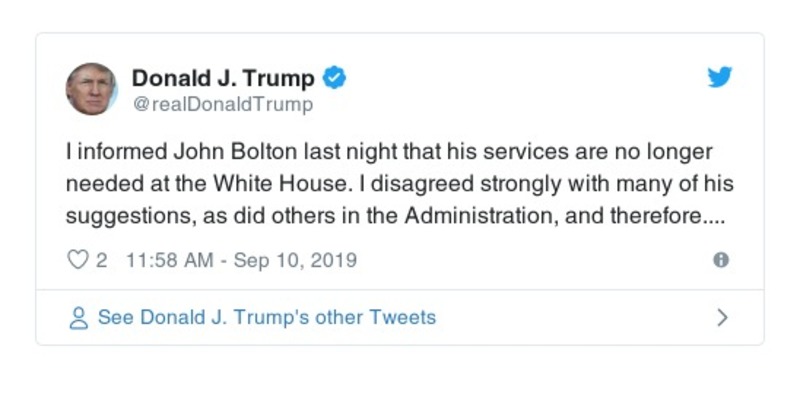 Donald J. Trump
@realDonaldTrump
I informed John Bolton last night that his services are no longer
needed at the White House. I disagreed strongly with many of his
suggestions, as did others in the Administration, and therefore....
2 11:58 AM - Sep 10, 2019
See Donald J. Trump's other Tweets